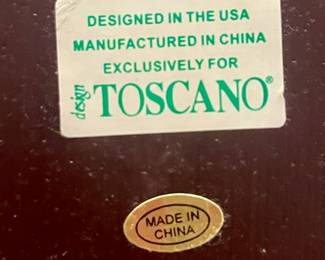 DESIGNED IN THE USA
MANUFACTURED IN CHINA
EXCLUSIVELY FOR
design TOSCANO®
MADE IN
CHINA